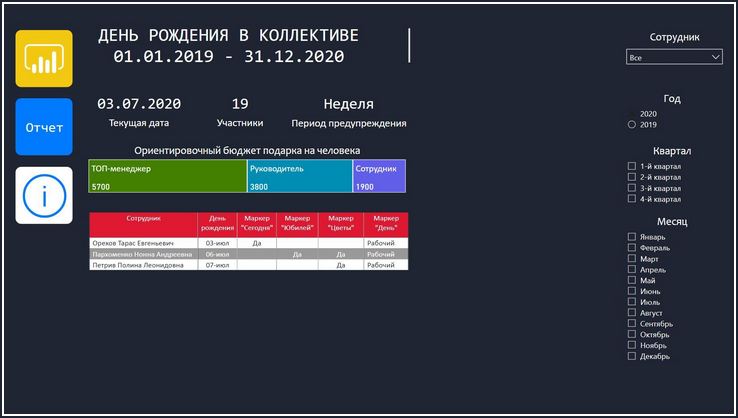 ДЕНЬ РОЖДЕНИЯ В КОЛЛЕКТИВЕ
01.01.2019 - 31.12.2020
Сотрудник
Все
Отчет
i
03.07.2020
19
Неделя
Текущая дата
Участники
Период предупреждения
Год
2020
2019
Ориентировочный бюджет подарка на человека
ТОП-менеджер
Руководитель
Сотрудник
5700
3800
1900
Квартал
1-й квартал
2-й квартал
3-й квартал
4-й квартал
Сотрудник День рождения Маркер "Сегодня" Маркер "Юбилей" Маркер "Цветы" Маркер "День"
Орехов Тарас Евгеньевич 03-июл Да Рабочий
Пархоменко Нонна Андреевна 06-июл Да Да Рабочий
Петрив Полина Леонидовна 07-июл Да Рабочий
Месяц
Январь
Февраль
Март
Апрель
Май
Июнь
Июль
Август
Сентябрь
Октябрь
Ноябрь
Декабрь